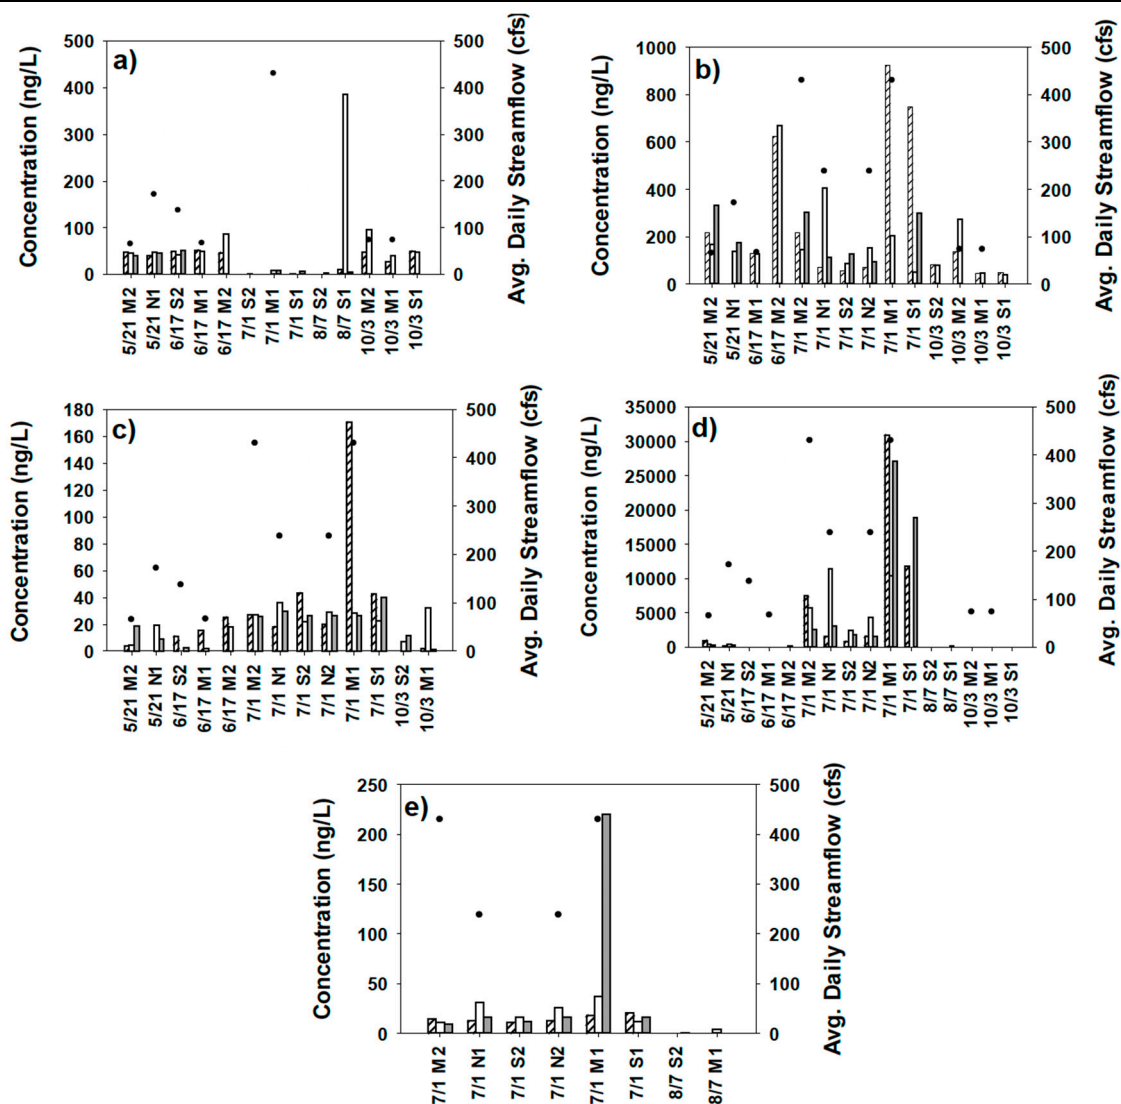 a)
Concentration (ng/L)
500
400
300
200
100
0
500
400
300
200
100
0
Avg. Daily Streamflow (cfs)
5/21 M2
5/21 N1
6/17 S2
6/17 M1
6/17 M2
7/1 S2
7/1 M1
7/1 S1
8/7 S2
8/7 S1
10/3 M2
10/3 M1
10/3 S1
b)
Concentration (ng/L)
1000
800
600
400
200
0
500
400
300
200
100
0
Avg. Daily Streamflow (cfs)
5/21 M2
5/21 N1
6/17 M1
6/17 M2
7/1 M2
7/1 N1
7/1 S2
7/1 N2
7/1 M1
7/1 S1
10/3 S2
10/3 M2
10/3 M1
10/3 S1
c)
Concentration (ng/L)
180
160
140
120
100
80
60
40
20
0
500
400
300
200
100
0
Avg. Daily Streamflow (cfs)
5/21 M2
5/21 N1
6/17 S2
6/17 M1
6/17 M2
7/1 M2
7/1 N1
7/1 S2
7/1 N2
7/1 M1
7/1 S1
10/3 S2
10/3 M1
d)
Concentration (ng/L)
35000
30000
25000
20000
15000
10000
5000
0
500
400
300
200
100
0
Avg. Daily Streamflow (cfs)
5/21 M2
5/21 N1
6/17 S2
6/17 M1
6/17 M2
7/1 M2
7/1 N1
7/1 S2
7/1 N2
7/1 M1
7/1 S1
8/7 S2
8/7 S1
10/3 M2
10/3 M1
10/3 S1
e)
Concentration (ng/L)
250
200
150
100
50
0
500
400
300
200
100
0
Avg. Daily Streamflow (cfs)
7/1 M2
7/1 N1
7/1 S2
7/1 N2
7/1 M1
7/1 S1
8/7 S2
8/7 M1